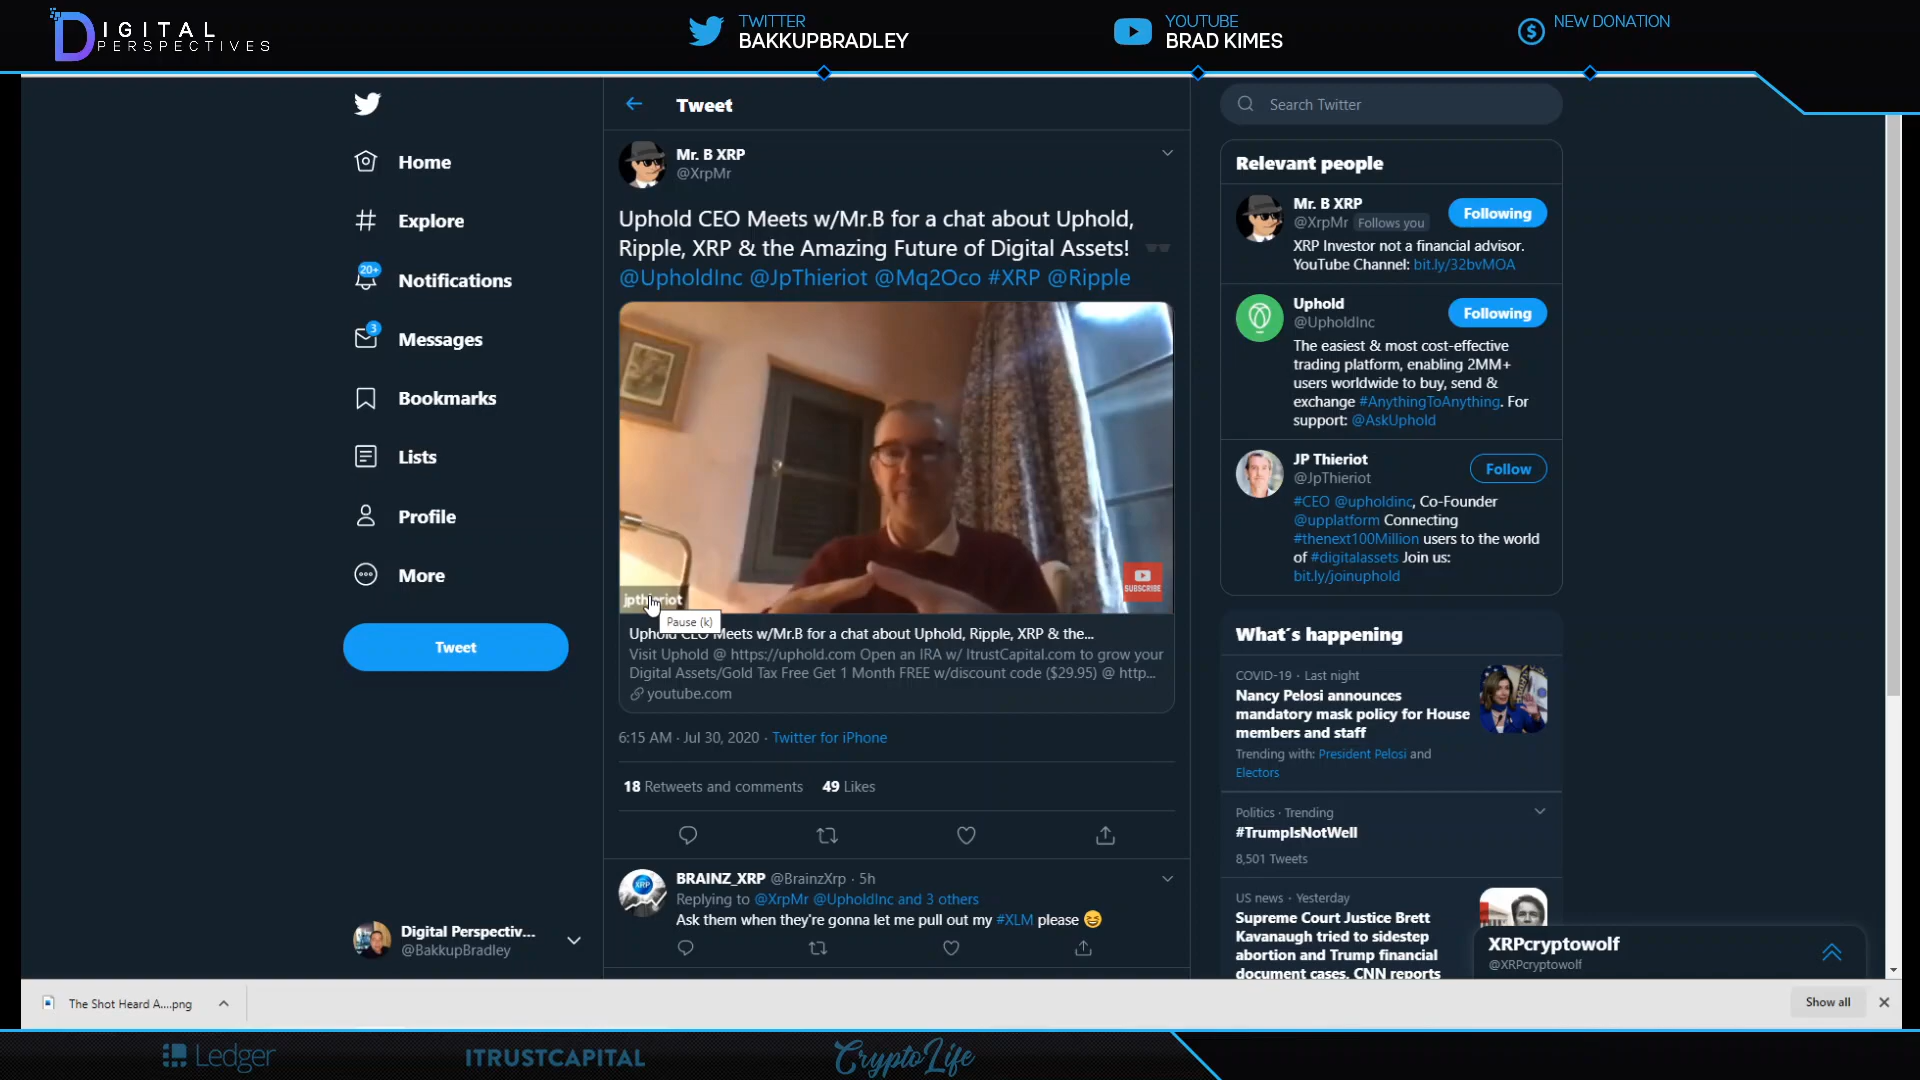 DIGITAL
PERSPECTIVES
TWITTER
BAKKUPBRADLEY
YOUTUBE
BRAD KIMES
NEW DONATION
Home
Explore
20+
Notifications
3
Messages
Bookmarks
Lists
Profile
More
Tweet
Digital Perspectiv...
@BakkupBradley
Tweet
Mr. B XRP
@XrpMr
Uphold CEO Meets w/Mr.B for a chat about Uphold,
Ripple, XRP & the Amazing Future of Digital Assets!
@UpholdInc @JpThieriot @Mq2Oco #XRP @Ripple
SUBSCRIBE
jpthieriot
Pause (k)
Uphold CEO Meets w/Mr.B for a chat about Uphold, Ripple, XRP & the...
Visit Uphold @ https://uphold.com Open an IRA w/ ItrustCapital.com to grow your
Digital Assets/Gold Tax Free Get 1 Month FREE w/discount code ($29.95) @ http...
youtube.com
6:15 AM · Jul 30, 2020 · Twitter for iPhone
18 Retweets and comments 49 Likes
BRAINZ_XRP @BrainzXrp · 5h
Replying to @XrpMr @UpholdInc and 3 others
Ask them when they're gonna let me pull out my #XLM please 😆
Search Twitter
Relevant people
Mr. B XRP
@XrpMr Follows you
Following
XRP Investor not a financial advisor.
YouTube Channel: bit.ly/32bvMOA
Uphold
@UpholdInc
Following
The easiest & most cost-effective
trading platform, enabling 2MM+
users worldwide to buy, send &
exchange #AnythingToAnything. For
support: @AskUphold
JP Thieriot
@JpThieriot
Follow
#CEO @upholdinc, Co-Founder
@upplatform Connecting
#thenext100Million users to the world
of #digitalassets Join us:
bit.ly/joinuphold
What's happening
COVID-19 · Last night
Nancy Pelosi announces
mandatory mask policy for House
members and staff
Trending with: President Pelosi and
Electors
Politics · Trending
#TrumpIsNotWell
8,501 Tweets
US news · Yesterday
Supreme Court Justice Brett
Kavanaugh tried to sidestep
abortion and Trump financial
document cases, CNN reports
XRPcryptowolf
@XRPcryptowolf
The Shot Heard A....png
Show all
Ledger
ITRUSTCAPITAL
CryptoLife